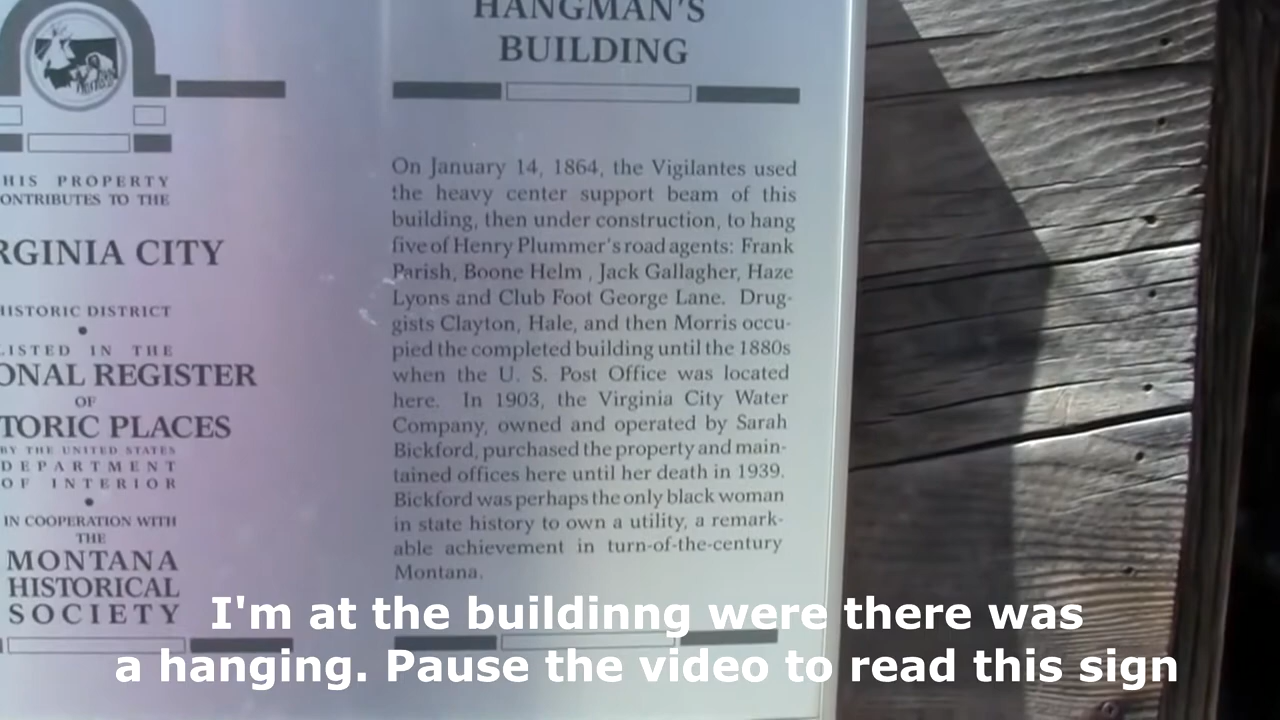 HIS PROPERTY
ONTRIBUTES TO THE
RGINIA CITY
HISTORIC DISTRICT
LISTED IN THE
ONAL REGISTER
OF
TORIC PLACES
BY THE UNITED STATES
DEPARTMENT
OF INTERIOR
IN COOPERATION WITH
THE
MONTANA
HISTORICAL
SOCIETY
HANGMAN'S
BUILDING
On January 14, 1864, the Vigilantes used
the heavy center support beam of this
building, then under construction, to hang
five of Henry Plummer's road agents: Frank
Parish, Boone Helm , Jack Gallagher, Haze
Lyons and Club Foot George Lane. Drug-
gists Clayton, Hale, and then Morris occu-
pied the completed building until the 1880s
when the U. S. Post Office was located
here. In 1903, the Virginia City Water
Company, owned and operated by Sarah
Bickford, purchased the property and main-
tained offices here until her death in 1939.
Bickford was perhaps the only black woman
in state history to own a utility, a remark-
able achievement in turn-of-the-century
Montana.
I'm at the buildinng were there was
a hanging. Pause the video to read this sign